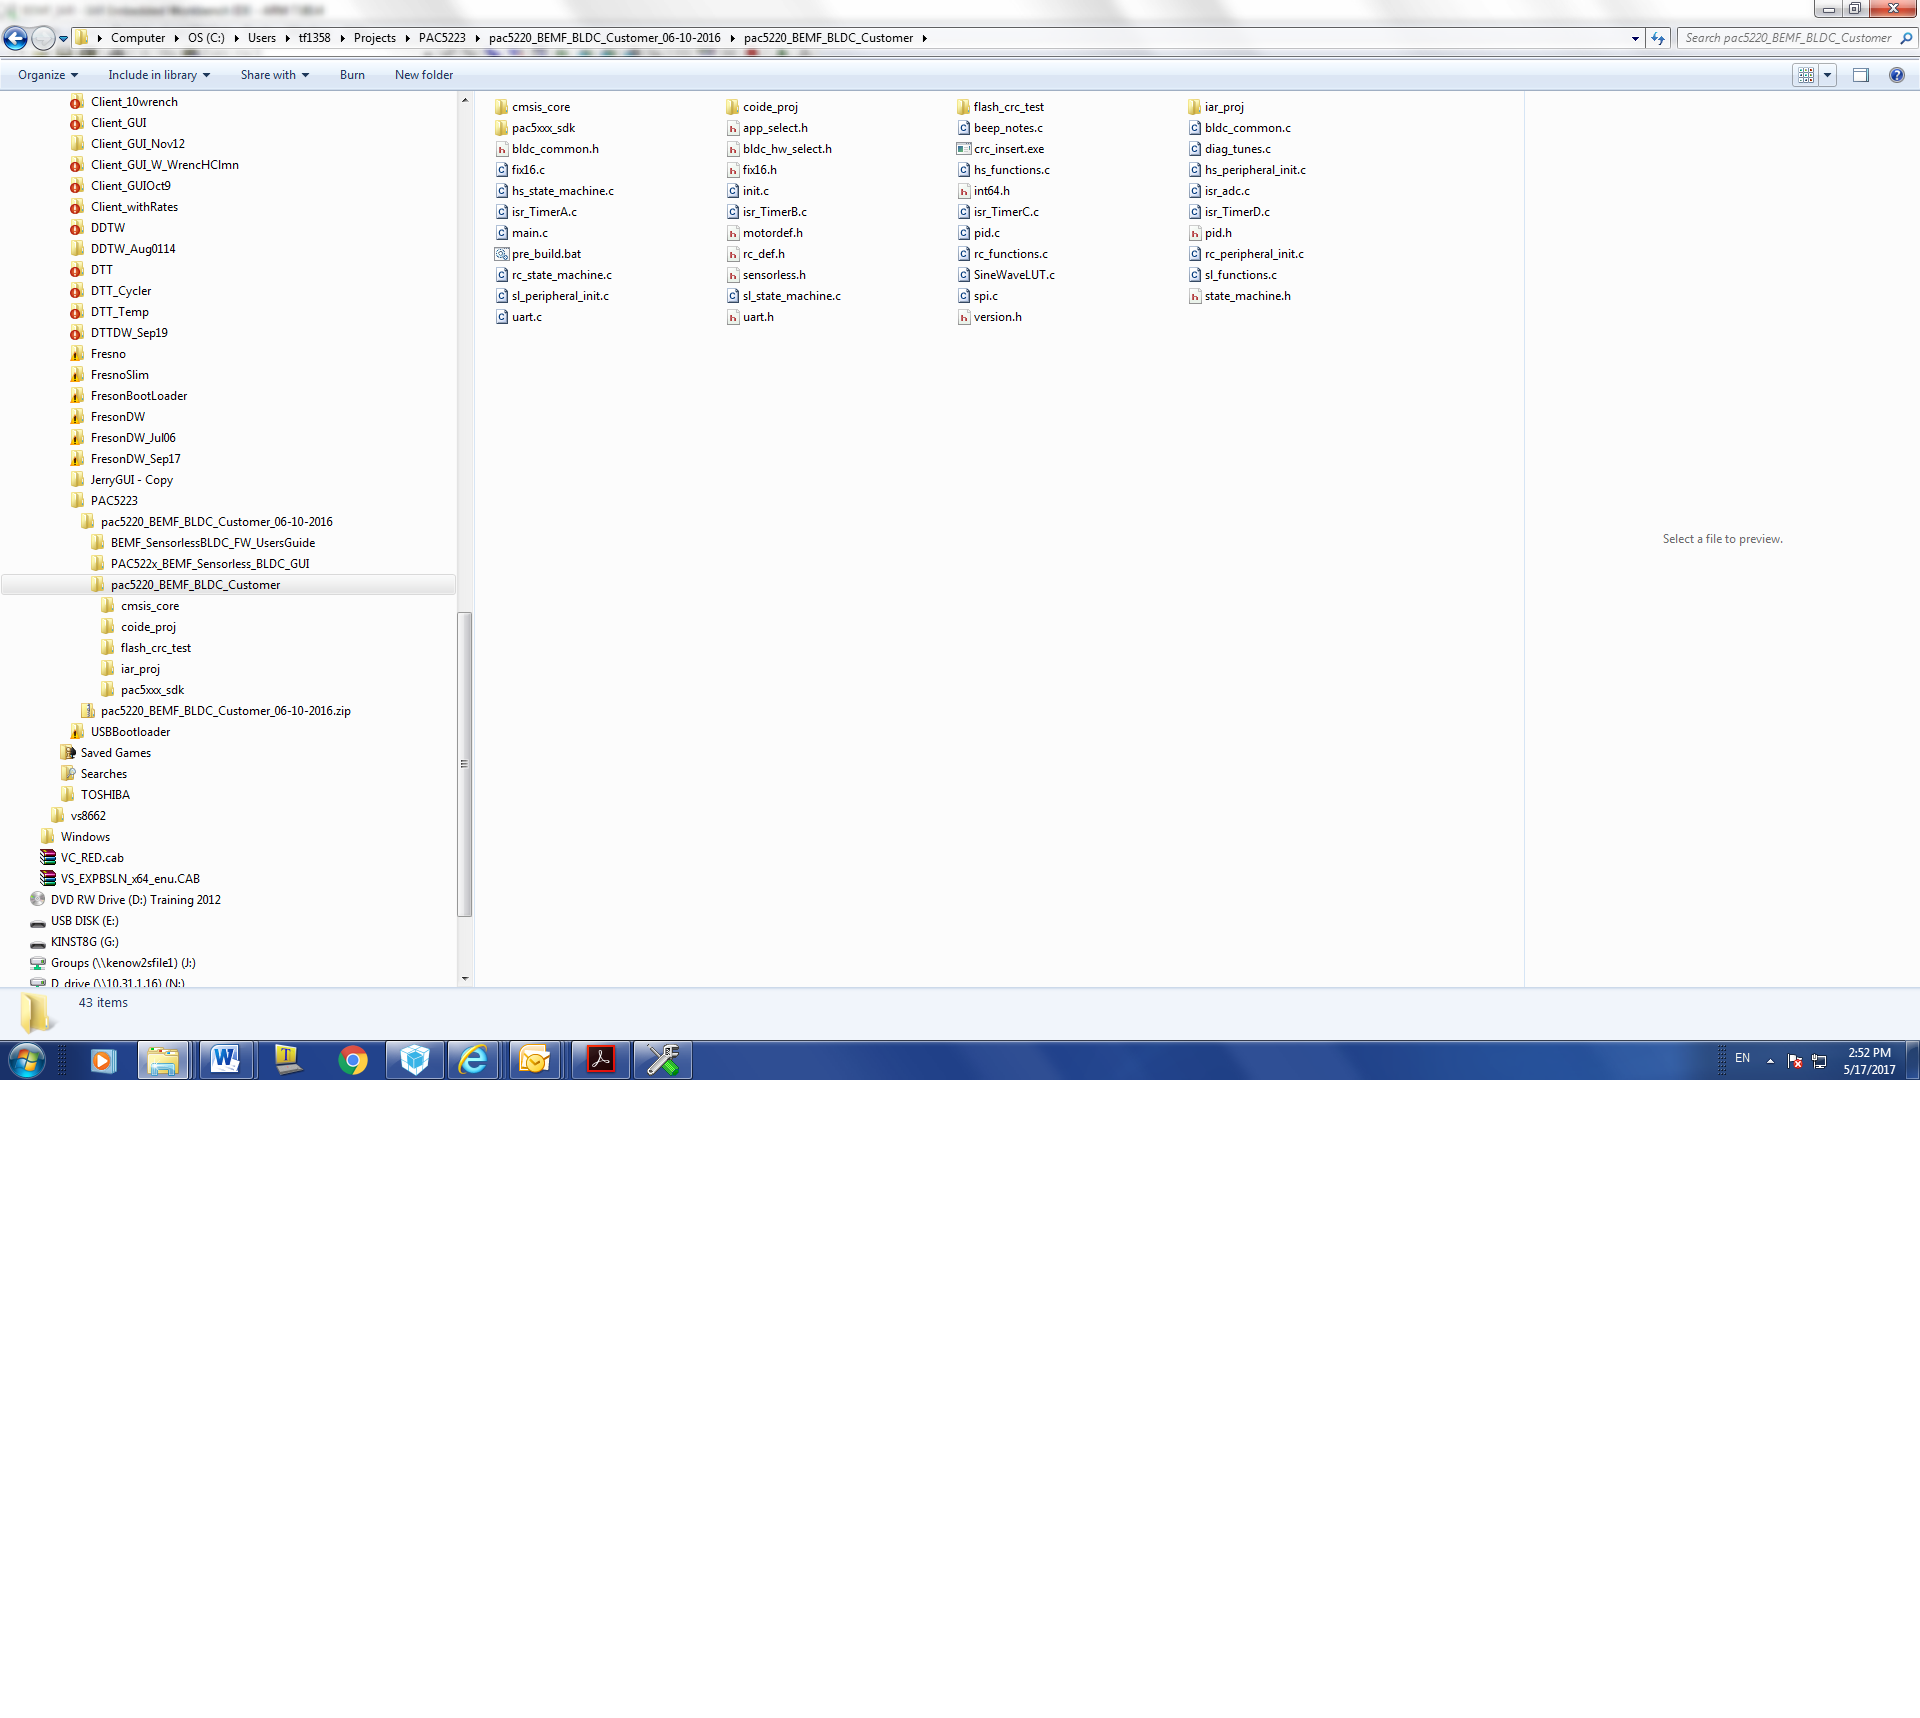 Computer OS (C:) Users tf1358 Projects PAC5223 pac5220_BEMF_BLDC_Customer_06-10-2016 pac5220_BEMF_BLDC_Customer Search pac5220_BEMF_BLDC_Customer
Organize Include in library Share with Burn New folder
Client_10wrench
Client_GUI
Client_GUI_Nov12
Client_GUI_W_WrencHClmn
Client_GUIOct9
Client_withRates
DDTW
DDTW_Aug0114
DTT
DTT_Cycler
DTT_Temp
DTTDW_Sep19
Fresno
FresnoSlim
FresonBootLoader
FresonDW
FresonDW_Jul06
FresonDW_Sep17
JerryGUI - Copy
PAC5223
pac5220_BEMF_BLDC_Customer_06-10-2016
BEMF_SensorlessBLDC_FW_UsersGuide
PAC522x_BEMF_Sensorless_BLDC_GUI
pac5220_BEMF_BLDC_Customer
cmsis_core
coide_proj
flash_crc_test
iar_proj
pac5xxx_sdk
pac5220_BEMF_BLDC_Customer_06-10-2016.zip
USBBootloader
Saved Games
Searches
TOSHIBA
vs8662
Windows
VC_RED.cab
VS_EXPBSLN_x64_enu.CAB
DVD RW Drive (D:) Training 2012
USB DISK (E:)
KINST8G (G:)
Groups (\\kenow2sfile1) (J:)
D_drive (\\10.31.1.16) (N:)
cmsis_core coide_proj flash_crc_test iar_proj
pac5xxx_sdk app_select.h beep_notes.c bldc_common.c
bldc_common.h bldc_hw_select.h crc_insert.exe diag_tunes.c
fix16.c fix16.h hs_functions.c hs_peripheral_init.c
hs_state_machine.c init.c int64.h isr_adc.c
isr_TimerA.c isr_TimerB.c isr_TimerC.c isr_TimerD.c
main.c motordef.h pid.c pid.h
pre_build.bat rc_def.h rc_functions.c rc_peripheral_init.c
rc_state_machine.c sensorless.h SineWaveLUT.c sl_functions.c
sl_peripheral_init.c sl_state_machine.c spi.c state_machine.h
uart.c uart.h version.h
Select a file to preview.
43 items
EN
2:52 PM
5/17/2017